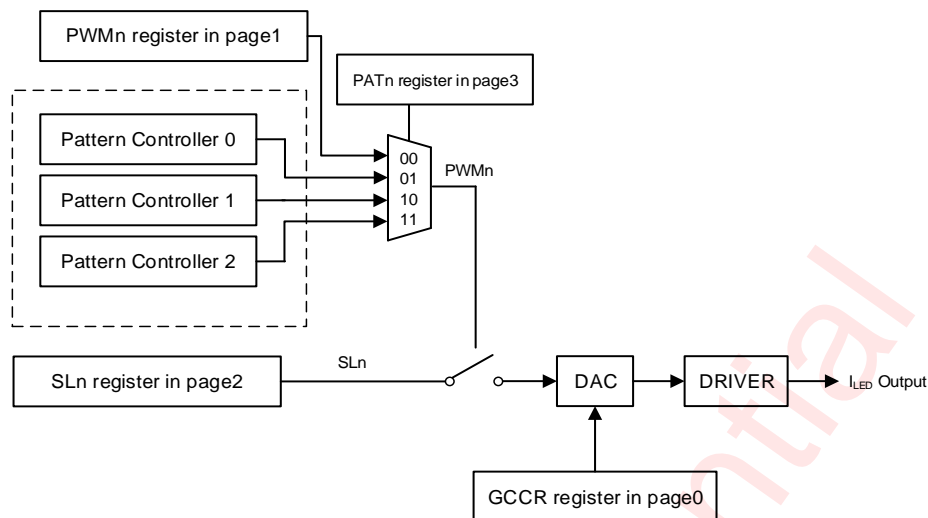 PWMn register in page1
PATn register in page3
Pattern Controller 0
Pattern Controller 1
Pattern Controller 2
00
01
10
11
PWMn
SLn register in page2
SLn
DAC
DRIVER
ILED Output
GCCR register in page0
ntial